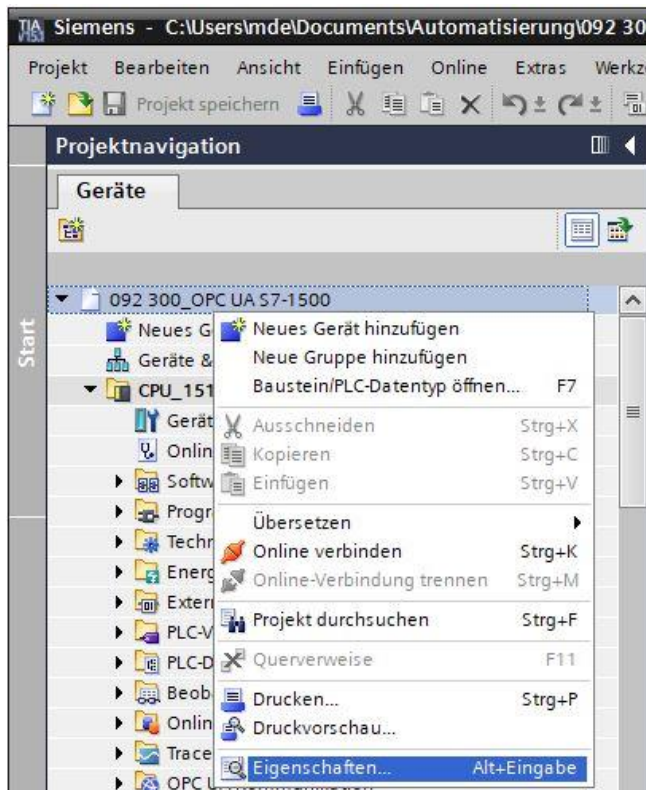 Siemens - C:\Users\mde\Documents\Automatisierung\092 30
Projekt Bearbeiten Ansicht Einfügen Online Extras Werkz
Projekt speichern
Projektnavigation
Geräte
Start
092 300_OPC UA S7-1500
Neues G
Geräte &
CPU_151
Gerät
Onlin
Softw
Progr
Techn
Energ
Exter
PLC-V
PLC-D
Beob
Onlin
Trace
OPC U
Neues Gerät hinzufügen
Neue Gruppe hinzufügen
Baustein/PLC-Datentyp öffnen... F7
Ausschneiden Strg+X
Kopieren Strg+C
Einfügen Strg+V
Übersetzen
Online verbinden Strg+K
Online-Verbindung trennen Strg+M
Projekt durchsuchen Strg+F
Querverweise F11
Drucken... Strg+P
Druckvorschau...
Eigenschaften... Alt+Eingabe